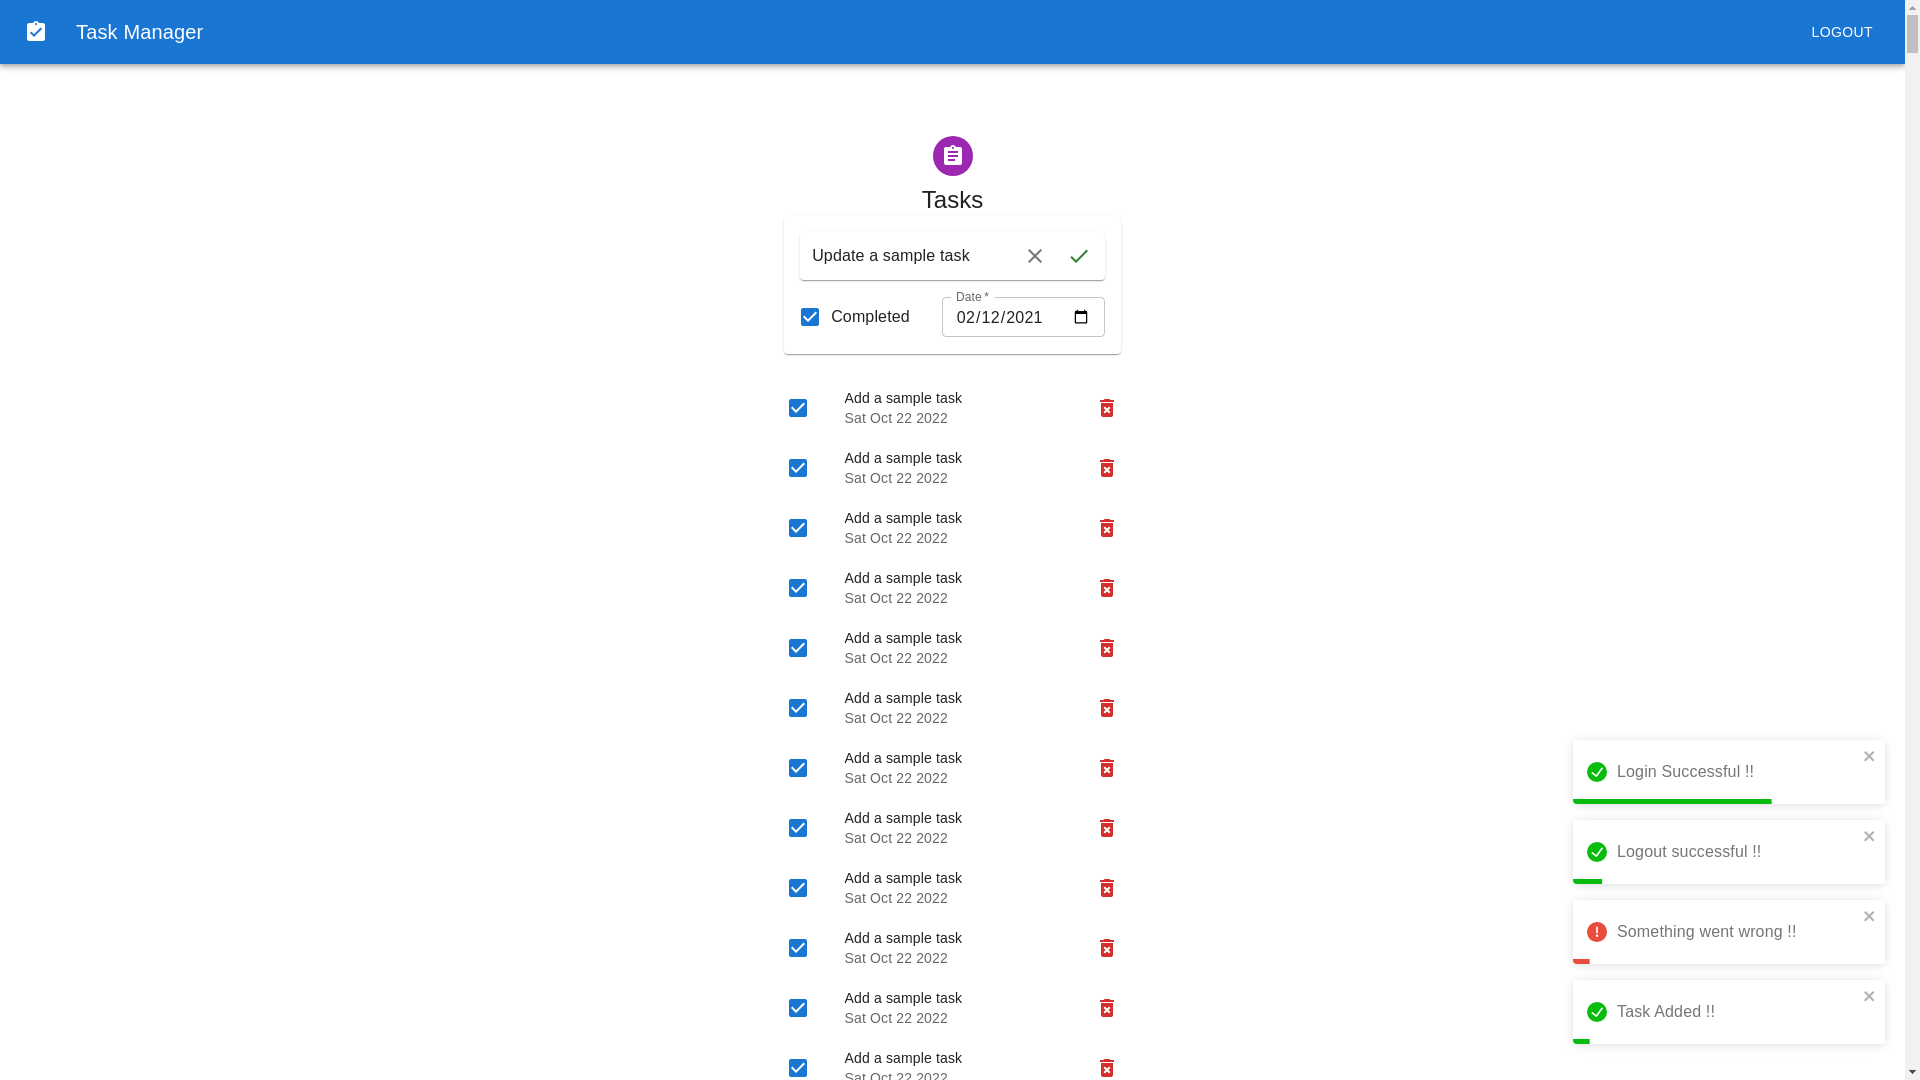 Task Manager
LOGOUT
Tasks
Update a sample task
Completed
Date *
02/12/2021
Add a sample task
Sat Oct 22 2022
Add a sample task
Sat Oct 22 2022
Add a sample task
Sat Oct 22 2022
Add a sample task
Sat Oct 22 2022
Add a sample task
Sat Oct 22 2022
Add a sample task
Sat Oct 22 2022
Add a sample task
Sat Oct 22 2022
Add a sample task
Sat Oct 22 2022
Add a sample task
Sat Oct 22 2022
Add a sample task
Sat Oct 22 2022
Add a sample task
Sat Oct 22 2022
Add a sample task
Sat Oct 22 2022
Login Successful !!
Logout successful !!
Something went wrong !!
Task Added !!